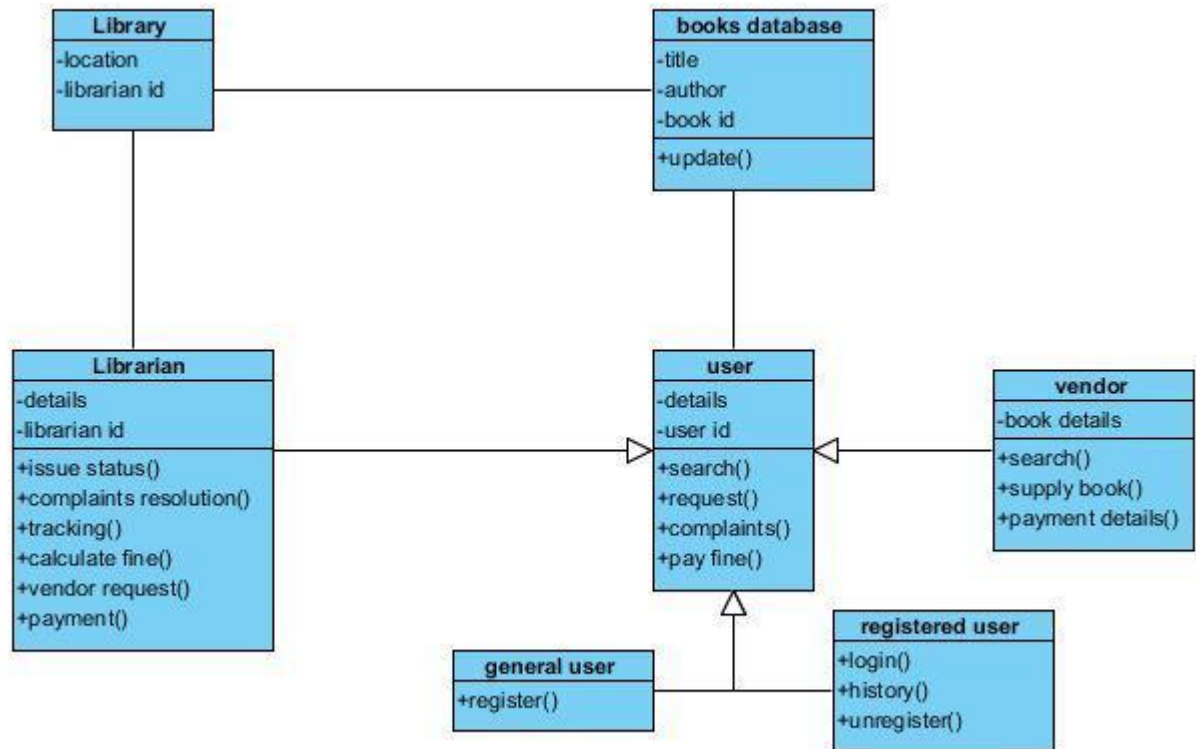 Library
-location
-librarian id
books database
-title
-author
-book id
+update()
Librarian
-details
-librarian id
+issue status()
+complaints resolution()
+tracking()
+calculate fine()
+vendor request()
+payment()
user
-details
-user id
+search()
+request()
+complaints()
+pay fine()
vendor
-book details
+search()
+supply book()
+payment details()
general user
+register()
registered user
+login()
+history()
+unregister()